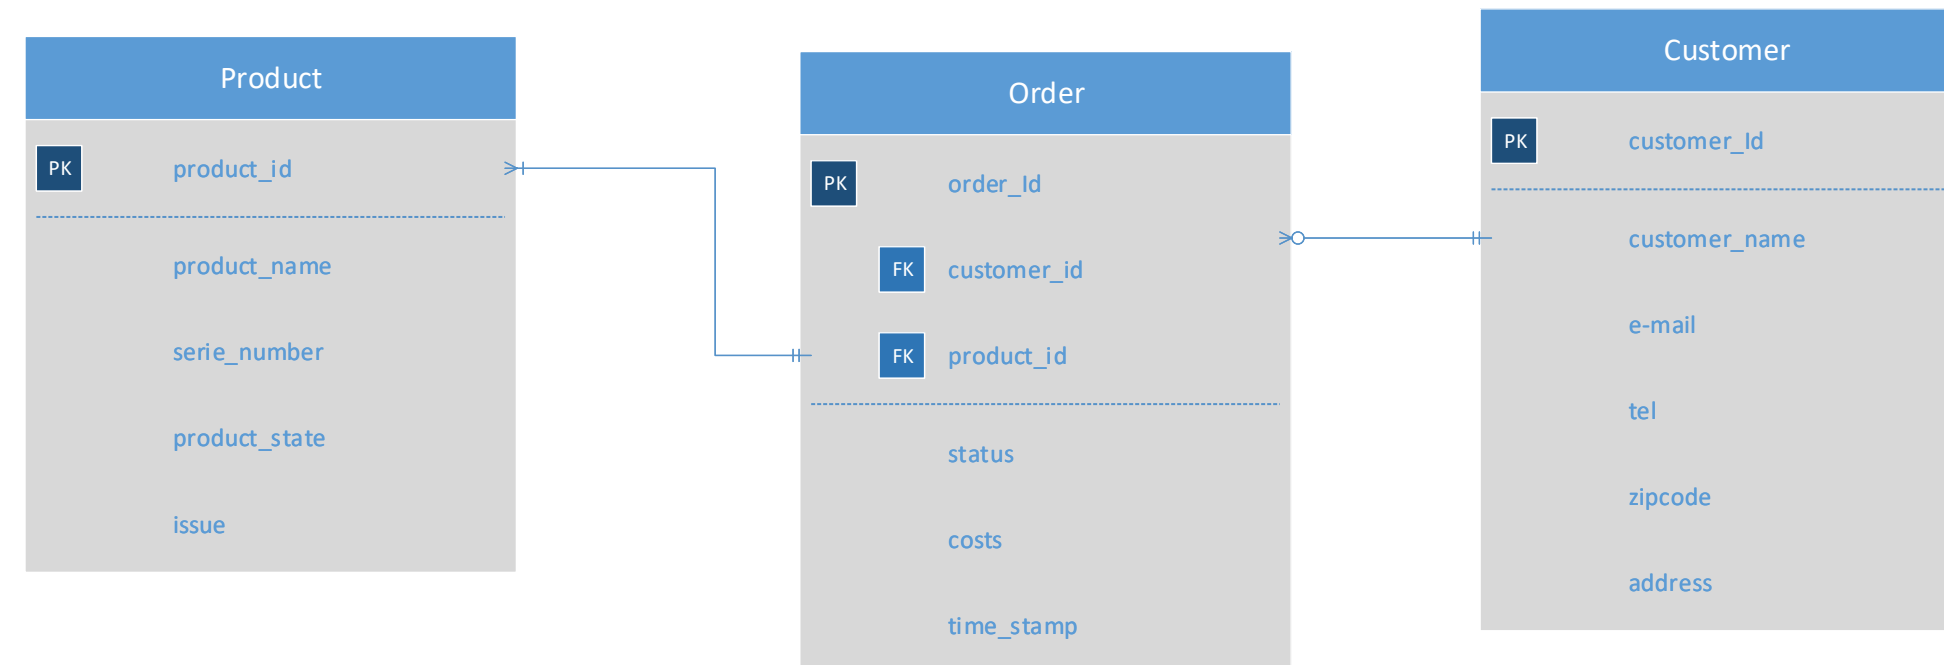 Product
PK
product_id
product_name
serie_number
product_state
issue
Order
PK
order_Id
FK
customer_id
FK
product_id
status
costs
time_stamp
Customer
PK
customer_Id
customer_name
e-mail
tel
zipcode
address